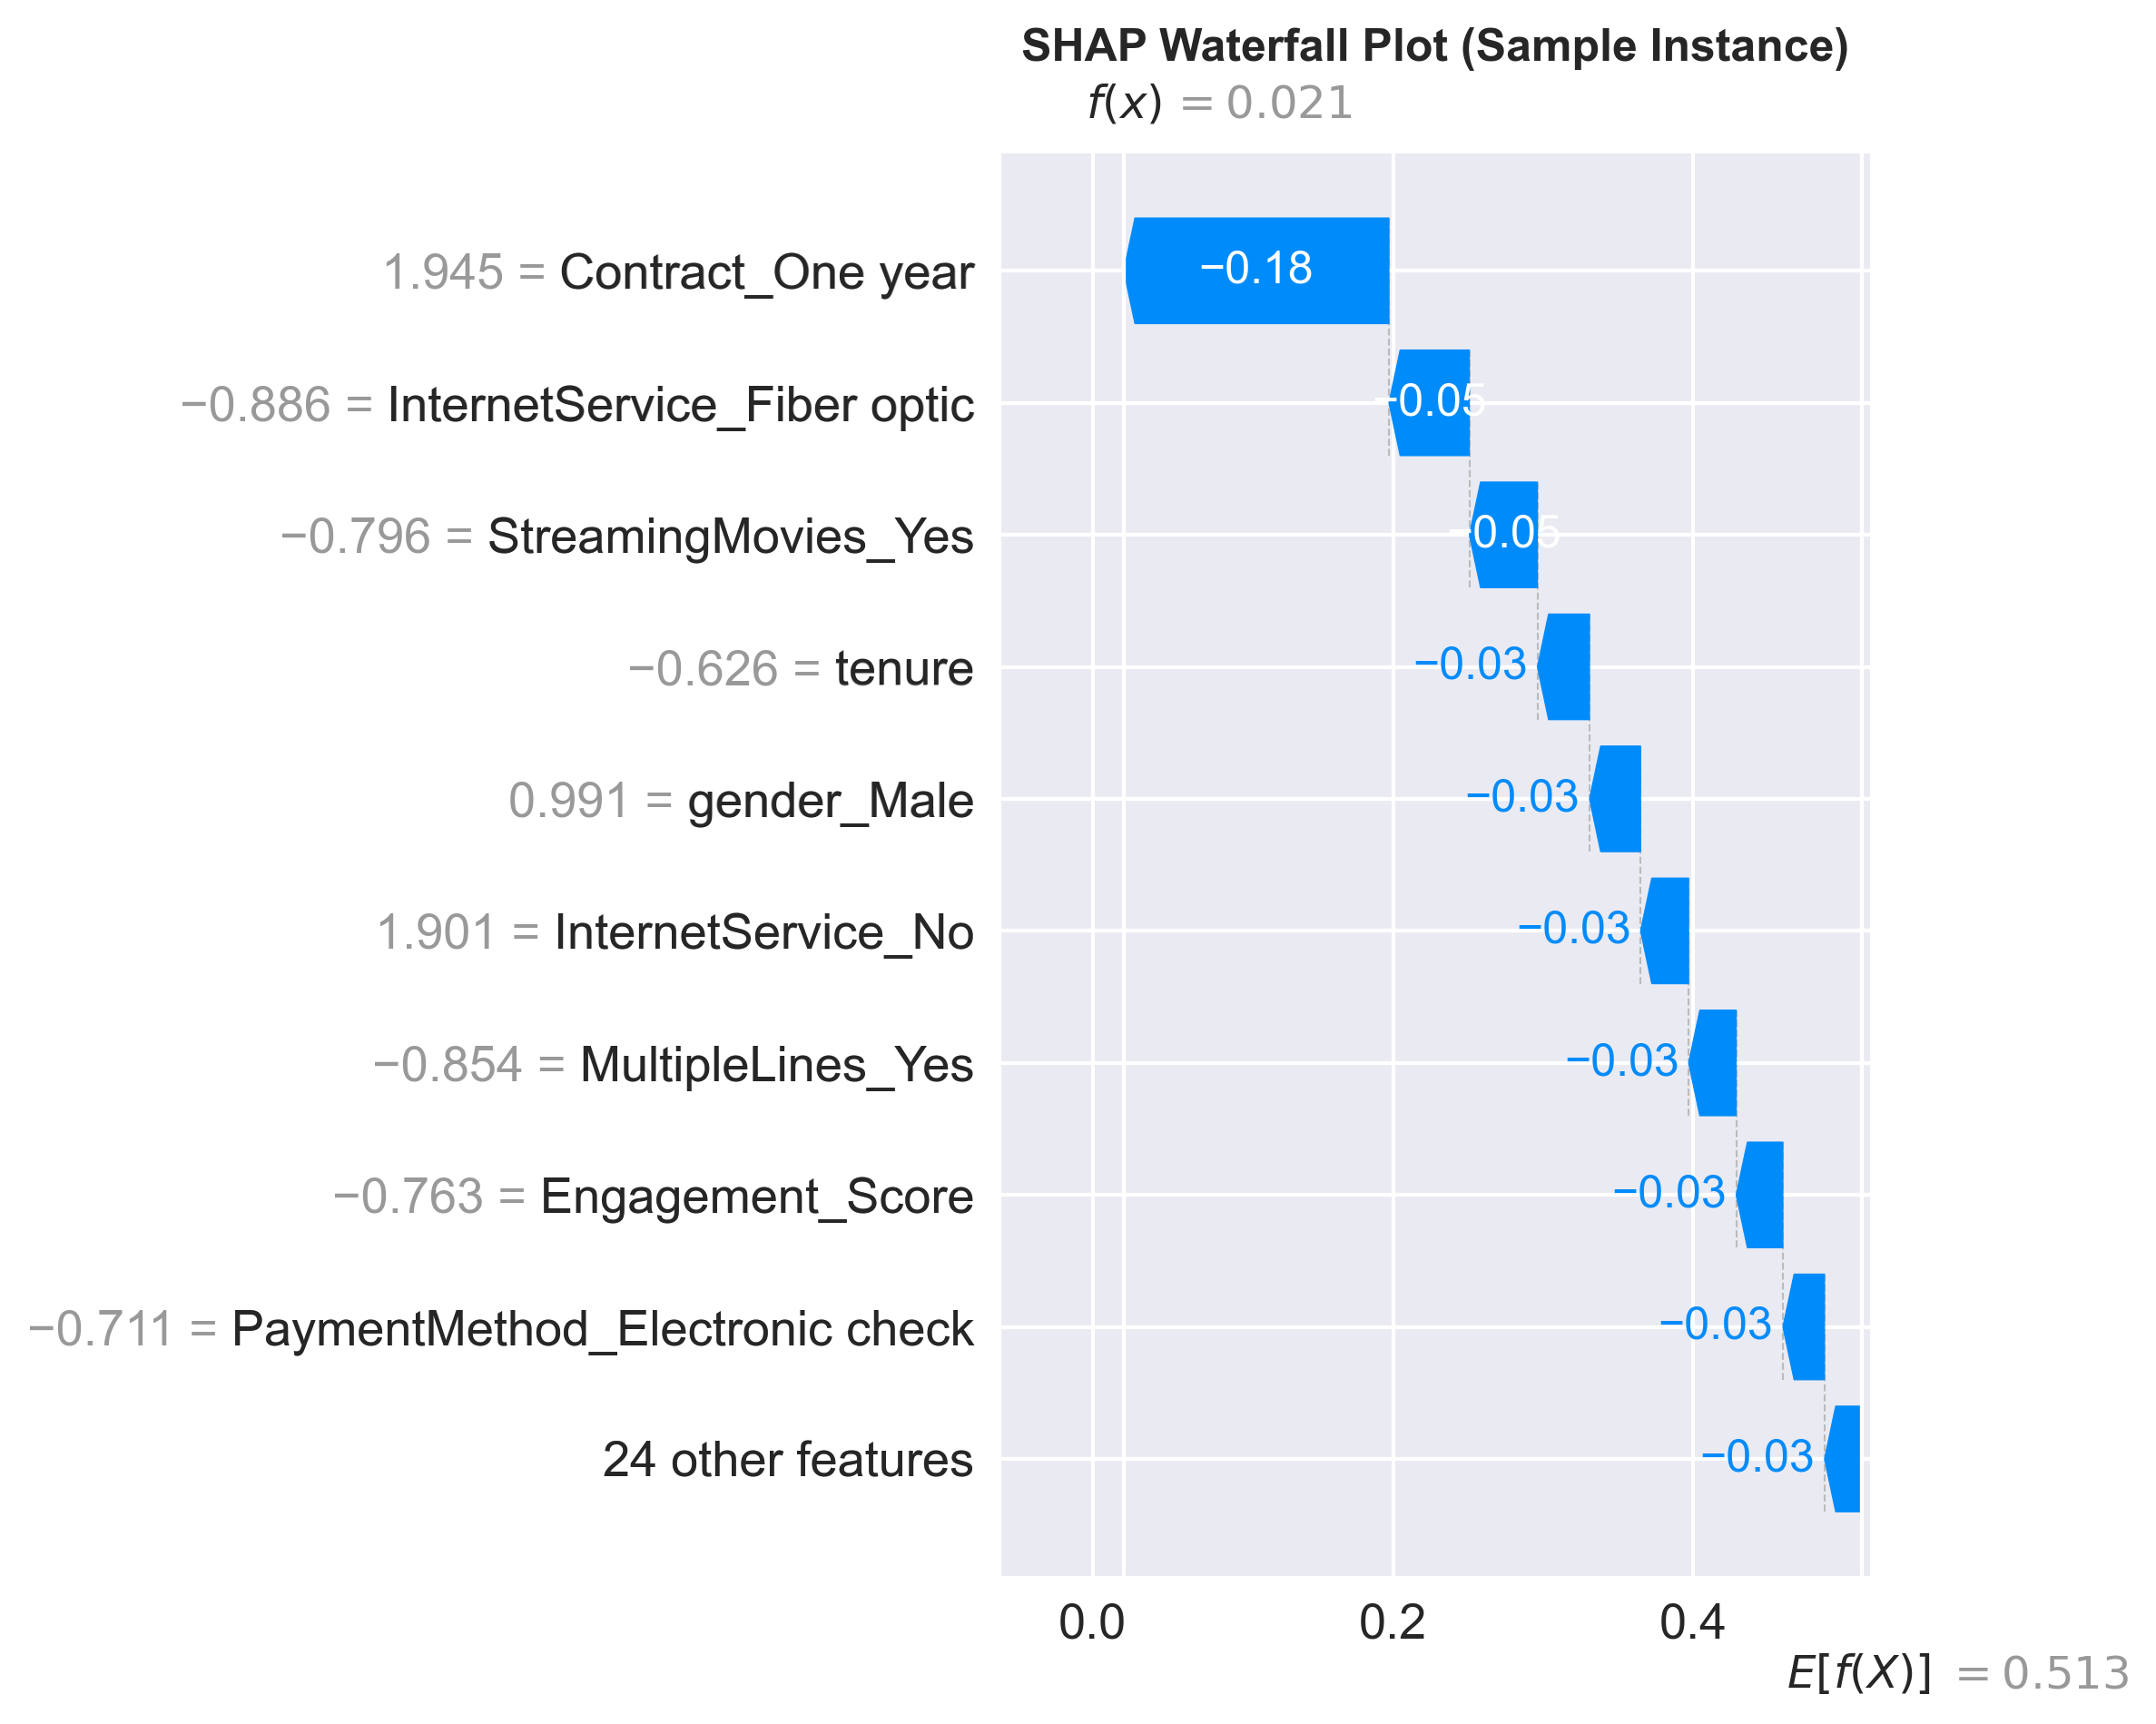 SHAP Waterfall Plot (Sample Instance)
f(x) = 0.021
1.945 = Contract_One year −0.18
−0.886 = InternetService_Fiber optic −0.05
−0.796 = StreamingMovies_Yes −0.05
−0.626 = tenure −0.03
0.991 = gender_Male −0.03
1.901 = InternetService_No −0.03
−0.854 = MultipleLines_Yes −0.03
−0.763 = Engagement_Score −0.03
−0.711 = PaymentMethod_Electronic check −0.03
24 other features −0.03
0.0 0.2 0.4
E[f(X)] = 0.513